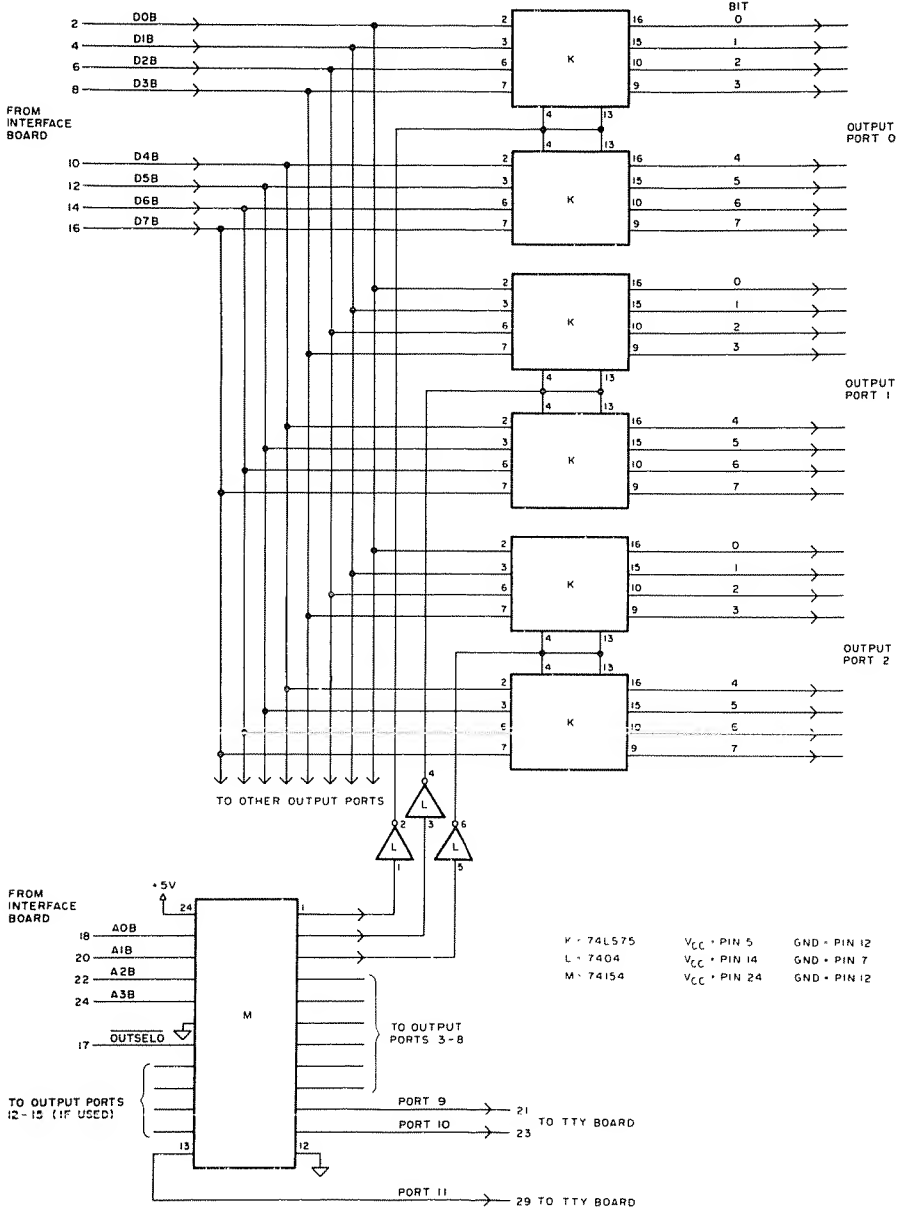 BIT
2 D0B 2 K 16 0
4 D1B 3 15 1
6 D2B 6 10 2
8 D3B 7 9 3
FROM
INTERFACE
BOARD
4 13
4 13
OUTPUT
PORT 0
10 D4B 2 K 16 4
12 D5B 3 15 5
14 D6B 6 10 6
16 D7B 7 9 7
2 K 16 0
3 15 1
6 10 2
7 9 3
4 13
4 13
OUTPUT
PORT 1
2 K 16 4
3 15 5
6 10 6
7 9 7
2 K 16 0
3 15 1
6 10 2
7 9 3
4 13
4 13
OUTPUT
PORT 2
2 K 16 4
3 15 5
6 10 6
7 9 7
TO OTHER OUTPUT PORTS
4
L
3
2
L
1
6
L
5
FROM
INTERFACE
BOARD
+5V
24 1
18 A0B
20 A1B
22 A2B
24 A3B
M
17 OUTSEL0
TO OUTPUT
PORTS 3-8
TO OUTPUT PORTS
12-15 (IF USED)
PORT 9 21
PORT 10 23
TO TTY BOARD
13 12
PORT 11 29 TO TTY BOARD
K = 74LS75 VCC = PIN 5 GND = PIN 12
L = 7404 VCC = PIN 14 GND = PIN 7
M = 74154 VCC = PIN 24 GND = PIN 12